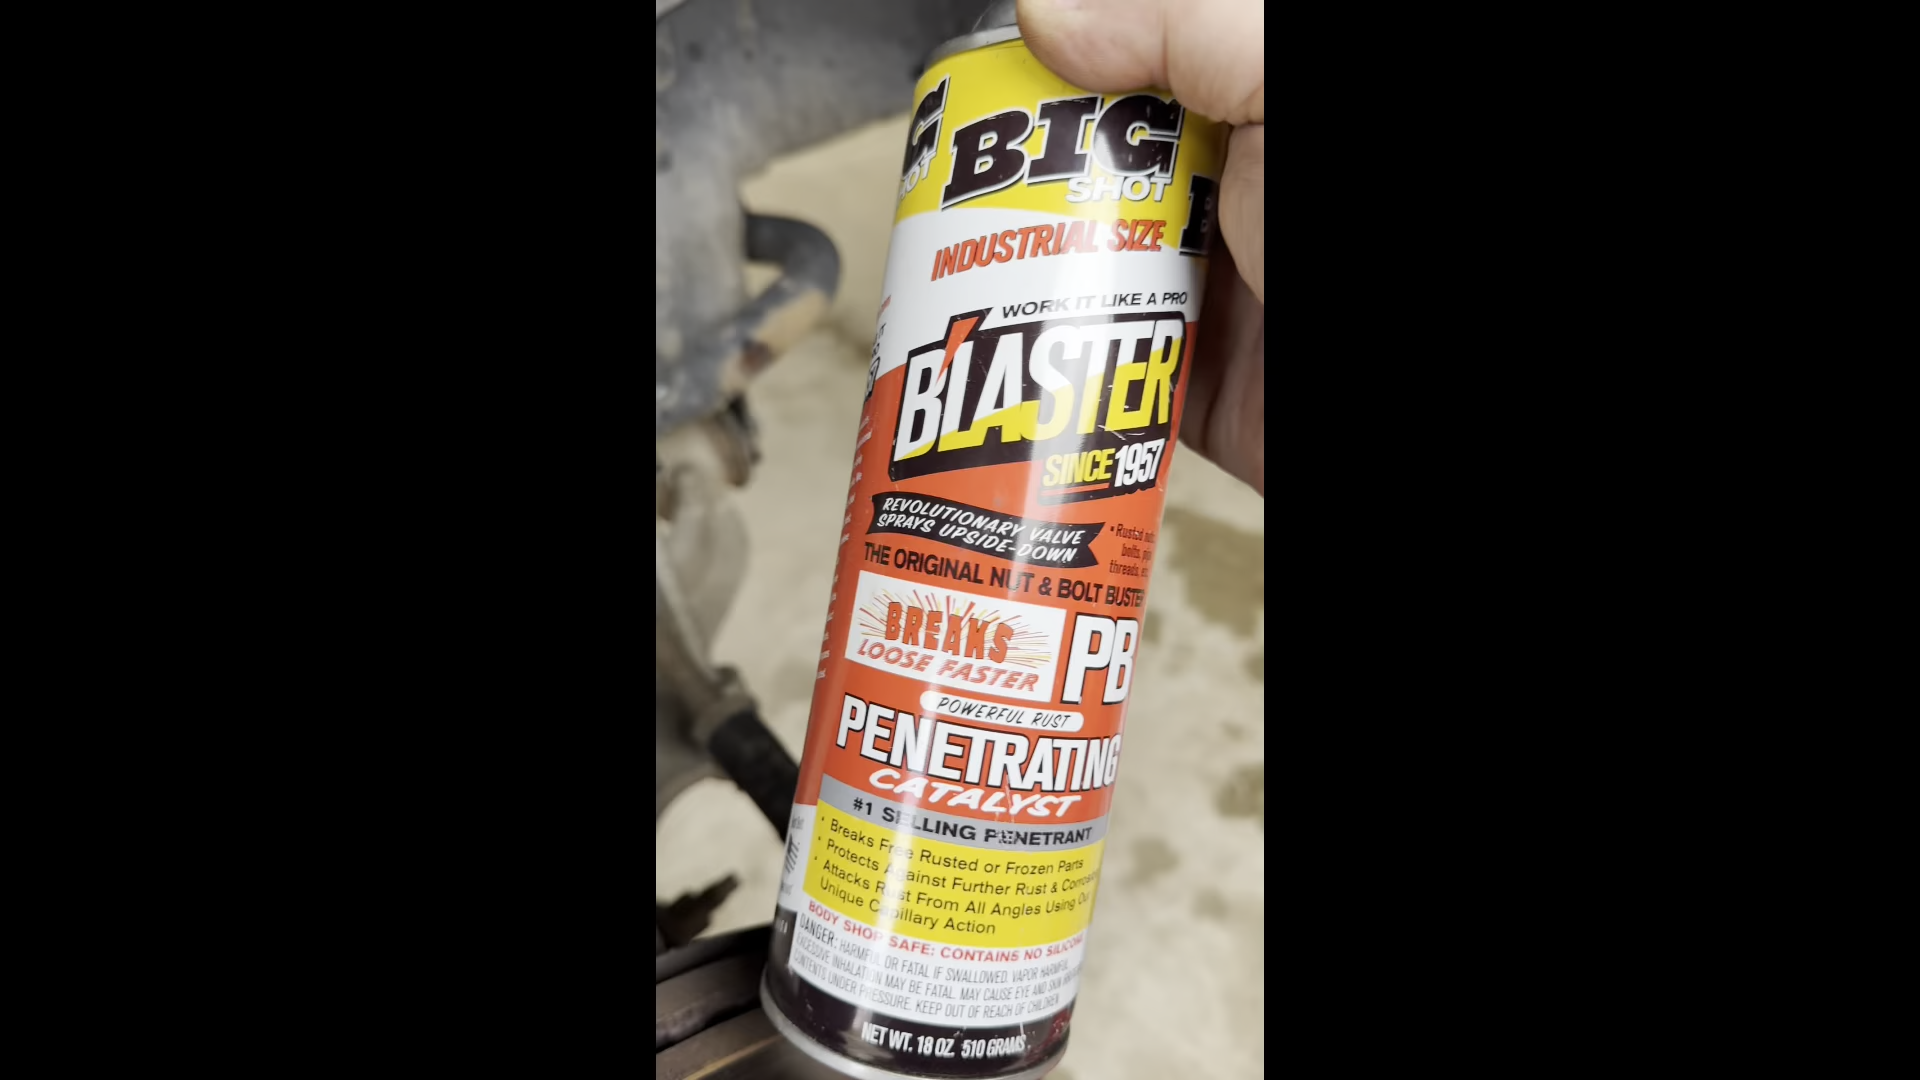 BIG
SHOT
INDUSTRIAL SIZE
WORK IT LIKE A PRO
B'LASTER
SINCE 1957
REVOLUTIONARY VALVE
SPRAYS UPSIDE-DOWN
• Rusted
bolts,
threads,
THE ORIGINAL NUT & BOLT BUSTER
BREAKS
LOOSE FASTER
PB
POWERFUL RUST
PENETRATING
CATALYST
#1 SELLING PENETRANT
• Breaks Free Rusted or Frozen Parts
• Protects Against Further Rust & Corrosion
• Attacks Rust From All Angles Using Our
Unique Capillary Action
BODY SHOP SAFE: CONTAINS NO SILICONE
DANGER: HARMFUL OR FATAL IF SWALLOWED. VAPOR HARMFUL.
EXCESSIVE INHALATION MAY BE FATAL. MAY CAUSE EYE AND SKIN
CONTENTS UNDER PRESSURE. KEEP OUT OF REACH OF CHILDREN.
NET WT. 18 OZ. 510 GRAMS